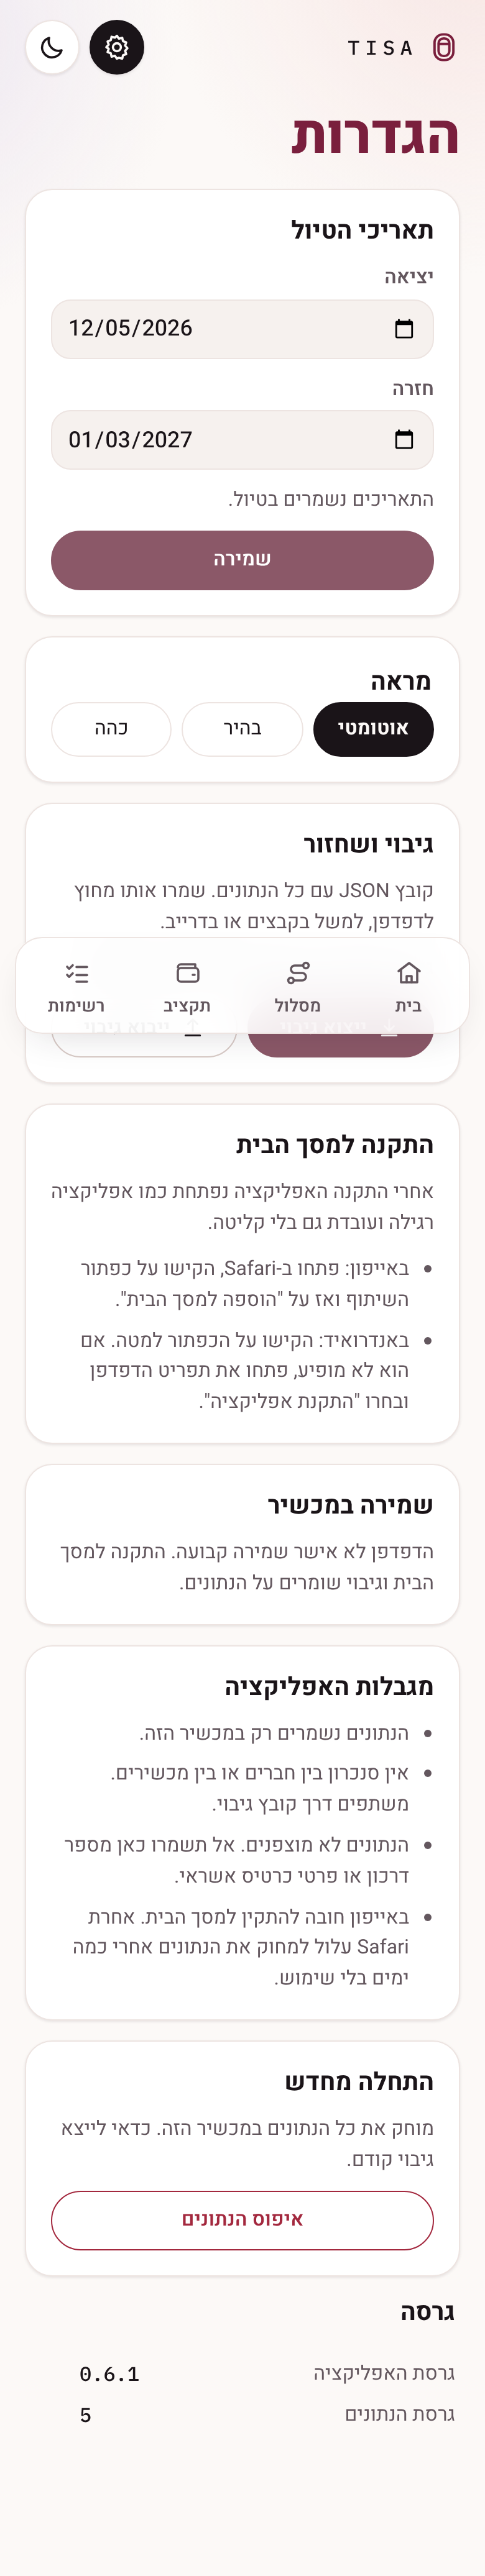 TISA
הגדרות
תאריכי הטיול
יציאה
12/05/2026
חזרה
01/03/2027
התאריכים נשמרים בטיול.
שמירה
מראה
אוטומטי
בהיר
כהה
גיבוי ושחזור
קובץ JSON עם כל הנתונים. שמרו אותו מחוץ
לדפדפן, למשל בקבצים או בדרייב.
בית
מסלול
תקציב
רשימות
התקנה למסך הבית
אחרי התקנה האפליקציה נפתחת כמו אפליקציה
רגילה ועובדת גם בלי קליטה.
• באייפון: פתחו ב-Safari, הקישו על כפתור
השיתוף ואז על "הוספה למסך הבית".
• באנדרואיד: הקישו על הכפתור למטה. אם
הוא לא מופיע, פתחו את תפריט הדפדפן
ובחרו "התקנת אפליקציה".
שמירה במכשיר
הדפדפן לא אישר שמירה קבועה. התקנה למסך
הבית וגיבוי שומרים על הנתונים.
מגבלות האפליקציה
• הנתונים נשמרים רק במכשיר הזה.
• אין סנכרון בין חברים או בין מכשירים.
משתפים דרך קובץ גיבוי.
• הנתונים לא מוצפנים. אל תשמרו כאן מספר
דרכון או פרטי כרטיס אשראי.
• באייפון חובה להתקין למסך הבית. אחרת
Safari עלול למחוק את הנתונים אחרי כמה
ימים בלי שימוש.
התחלה מחדש
מוחק את כל הנתונים במכשיר הזה. כדאי לייצא
גיבוי קודם.
איפוס הנתונים
גרסה
גרסת האפליקציה 0.6.1
גרסת הנתונים 5